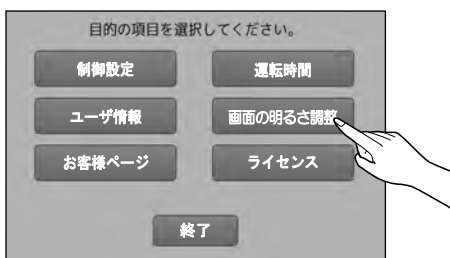 目的の項目を選択してください。
制御設定
運転時間
ユーザ情報
画面の明るさ調整
お客様ページ
ライセンス
終了